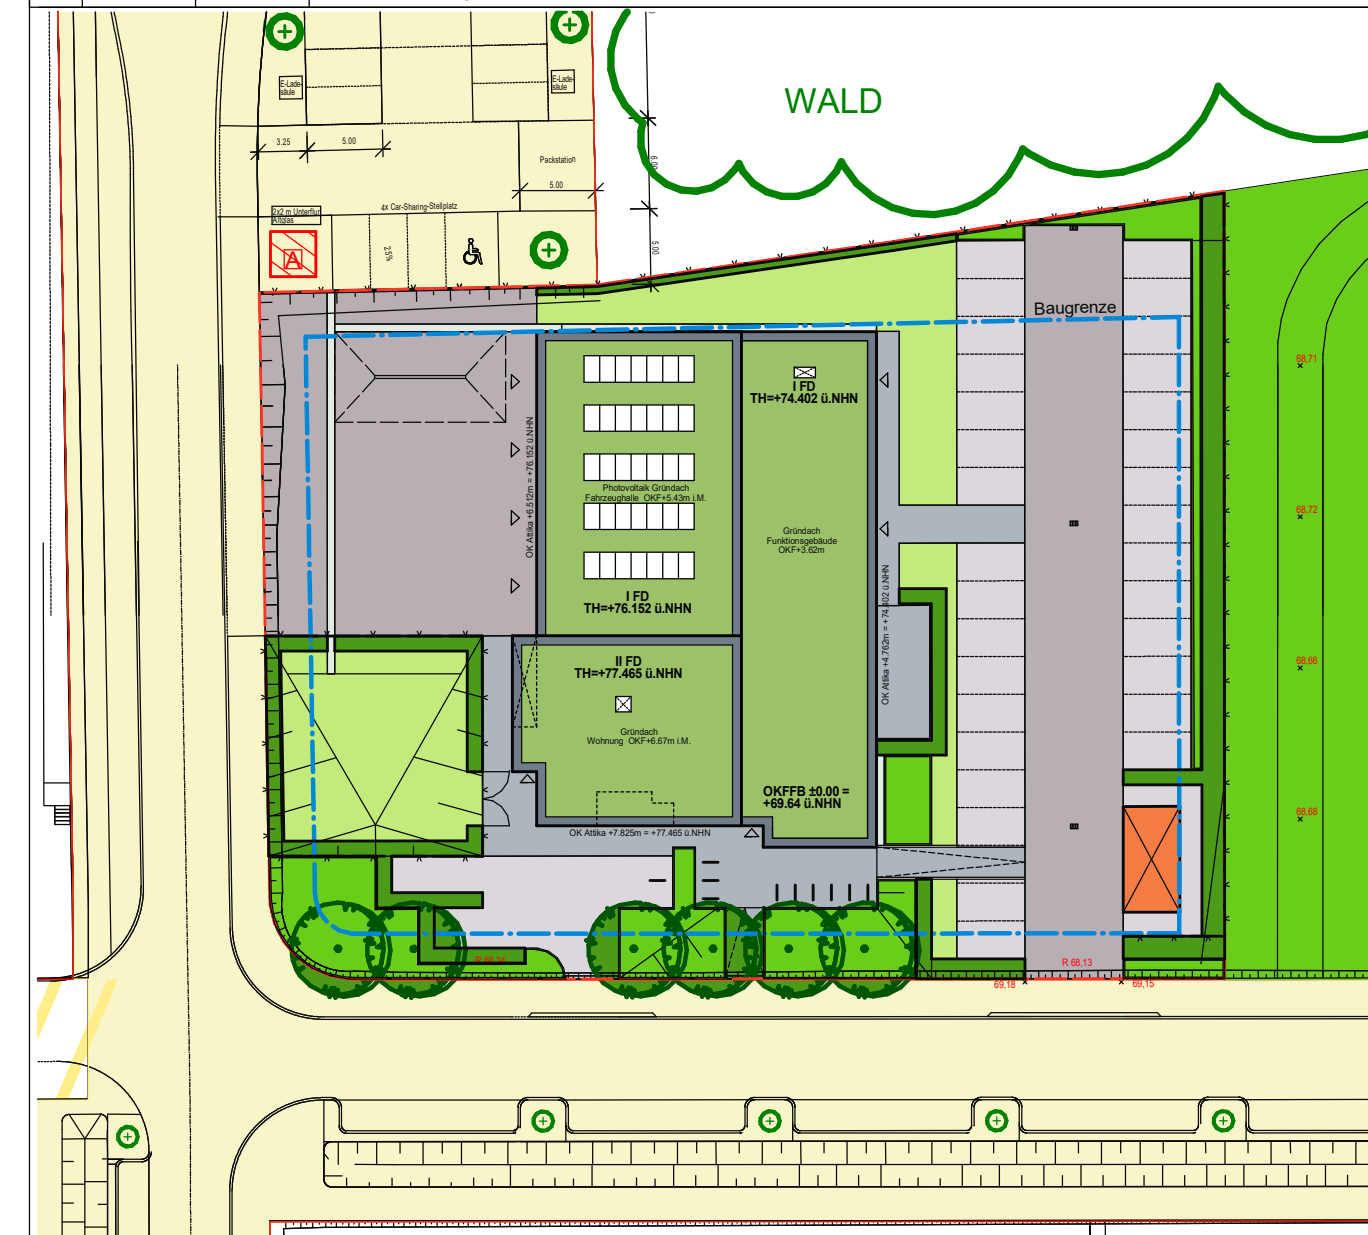 WALD
E-Lade-
säule
E-Lade-
säule
3.25
5.00
6.00
Packstation
5.00
2x2 m Unterflur
Altglas
4x Car-Sharing-Stellplatz
A
2.5%
5.00
Baugrenze
68,71
I FD
TH=+74.402 ü.NHN
OK Attika +6.512m = +76.152 ü.NHN
Photovoltaik Gründach
Fahrzeughalle OKF+5.43m i.M.
68,72
Gründach
Funktionsgebäude
OKF+3.62m
I FD
TH=+76.152 ü.NHN
OK Attika +4.762m = +74.402 ü.NHN
II FD
TH=+77.465 ü.NHN
68,66
Gründach
Wohnung OKF+6.67m i.M.
OKFFB ±0.00 =
+69.64 ü.NHN
68,68
OK Attika +7.825m = +77.465 ü.NHN
R 68,13
69,18
69,15